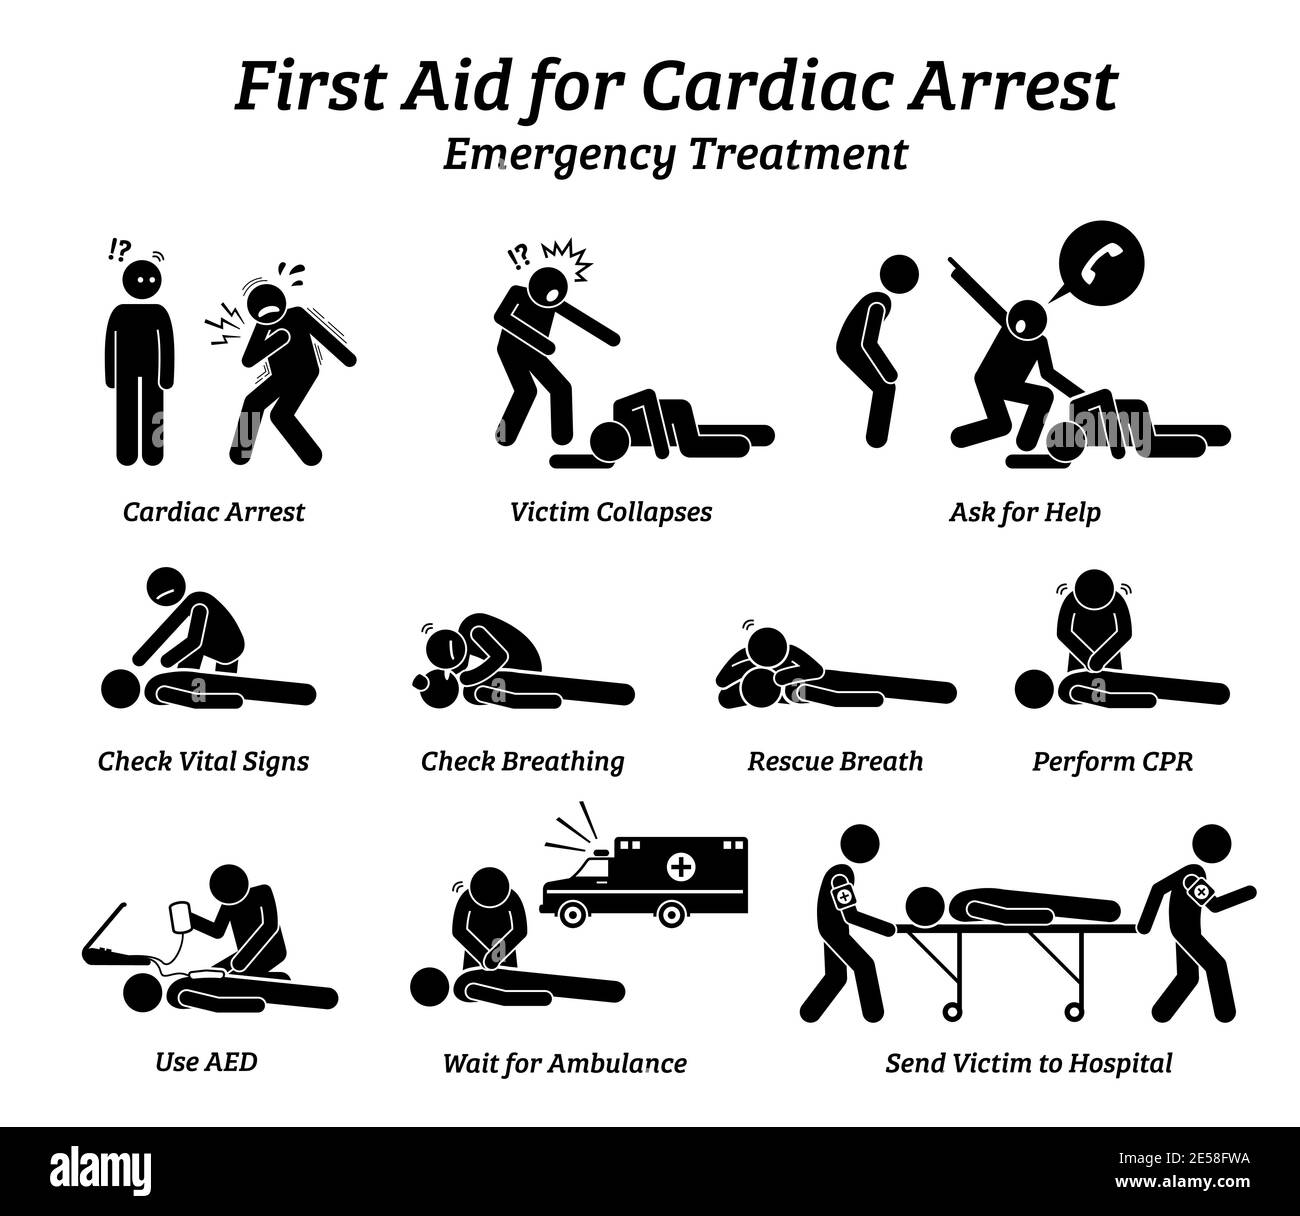 First Aid for Cardiac Arrest
Emergency Treatment
!?
!?
Cardiac Arrest
Victim Collapses
Ask for Help
Check Vital Signs
Check Breathing
Rescue Breath
Perform CPR
Use AED
Wait for Ambulance
Send Victim to Hospital
alamy
Image ID: 2E58FWA
www.alamy.com